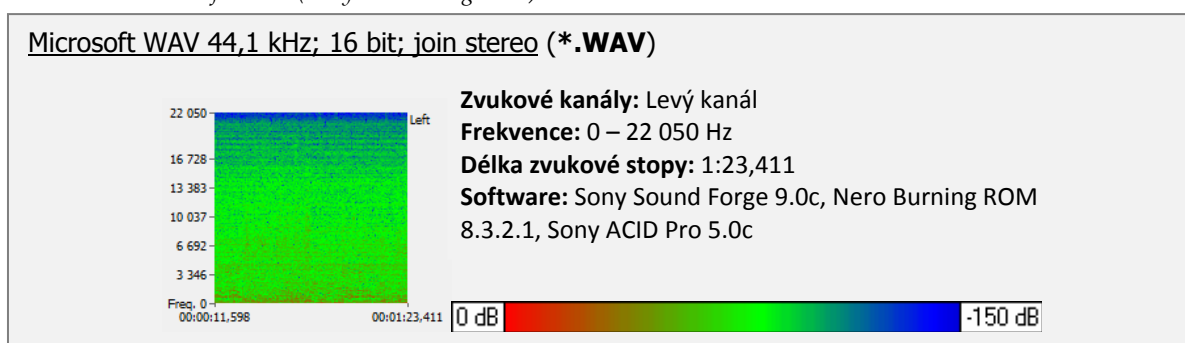 Microsoft WAV 44,1 kHz; 16 bit; join stereo (*.WAV)
Zvukové kanály: Levý kanál
Frekvence: 0 – 22 050 Hz
Délka zvukové stopy: 1:23,411
Software: Sony Sound Forge 9.0c, Nero Burning ROM
8.3.2.1, Sony ACID Pro 5.0c
22 050
Left
16 728
13 383
10 037
6 692
3 346
Freq. 0
00:00:11,598 00:01:23,411
0 dB -150 dB